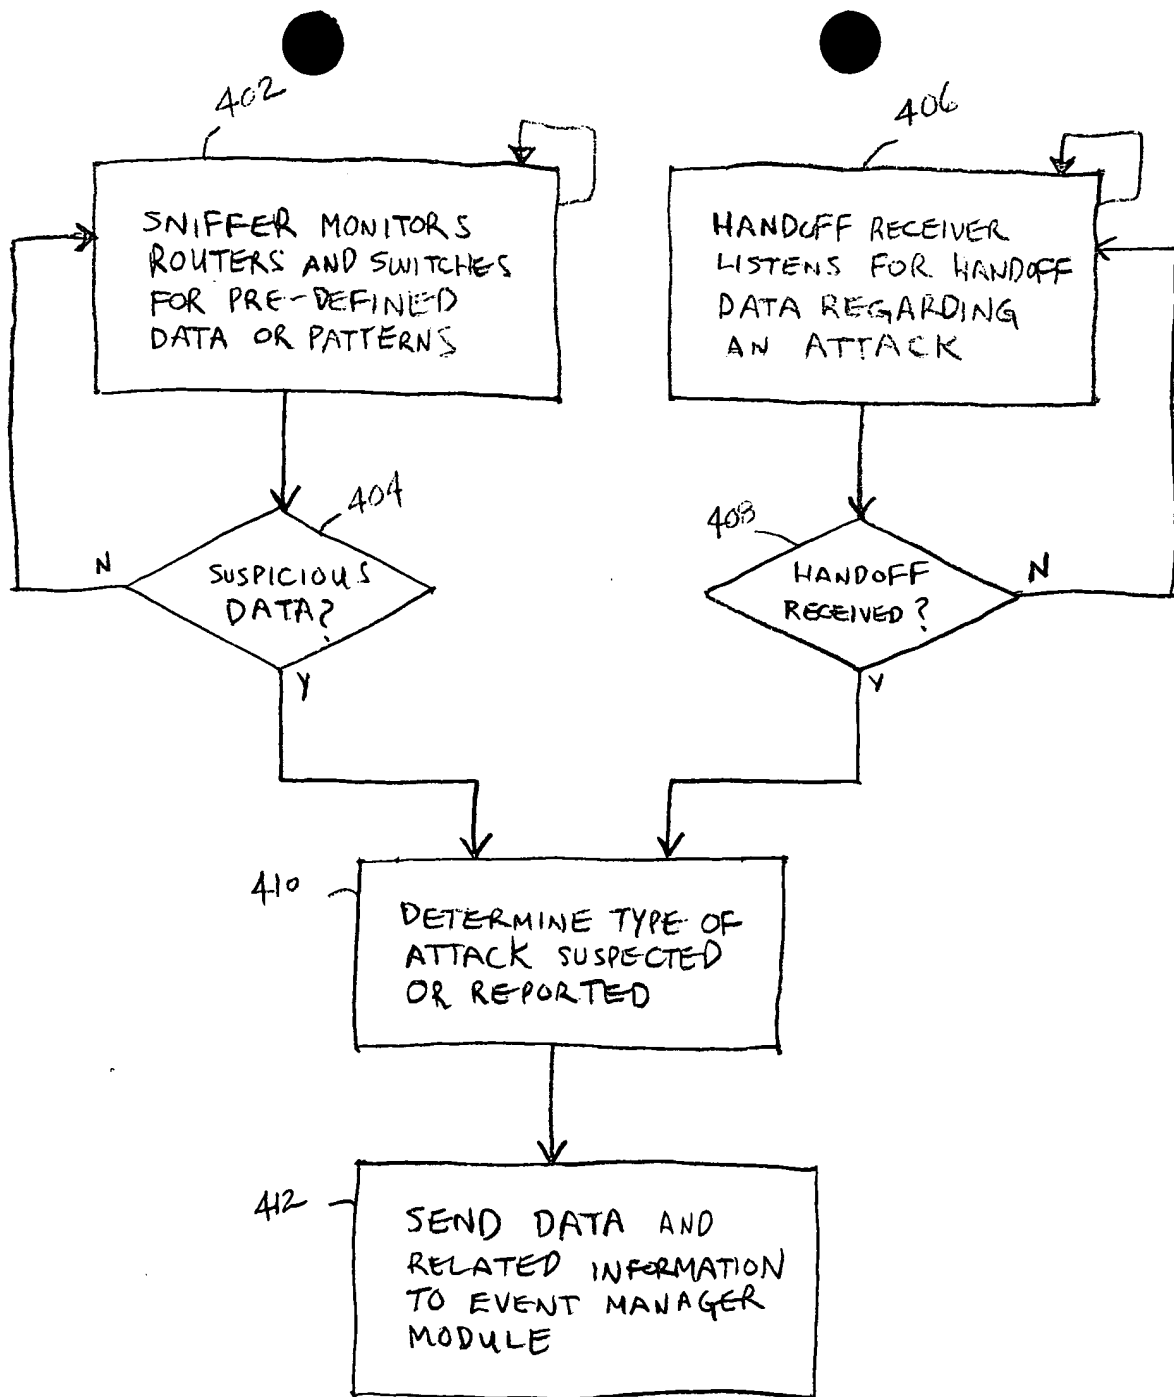 402
406
SNIFFER MONITORS
ROUTERS AND SWITCHES
FOR PRE-DEFINED
DATA OR PATTERNS
HANDOFF RECEIVER
LISTENS FOR HANDOFF
DATA REGARDING
AN ATTACK
404
408
N
SUSPICIOUS
DATA?
Y
HANDOFF
RECEIVED?
N
Y
410
DETERMINE TYPE OF
ATTACK SUSPECTED
OR REPORTED
412
SEND DATA AND
RELATED INFORMATION
TO EVENT MANAGER
MODULE